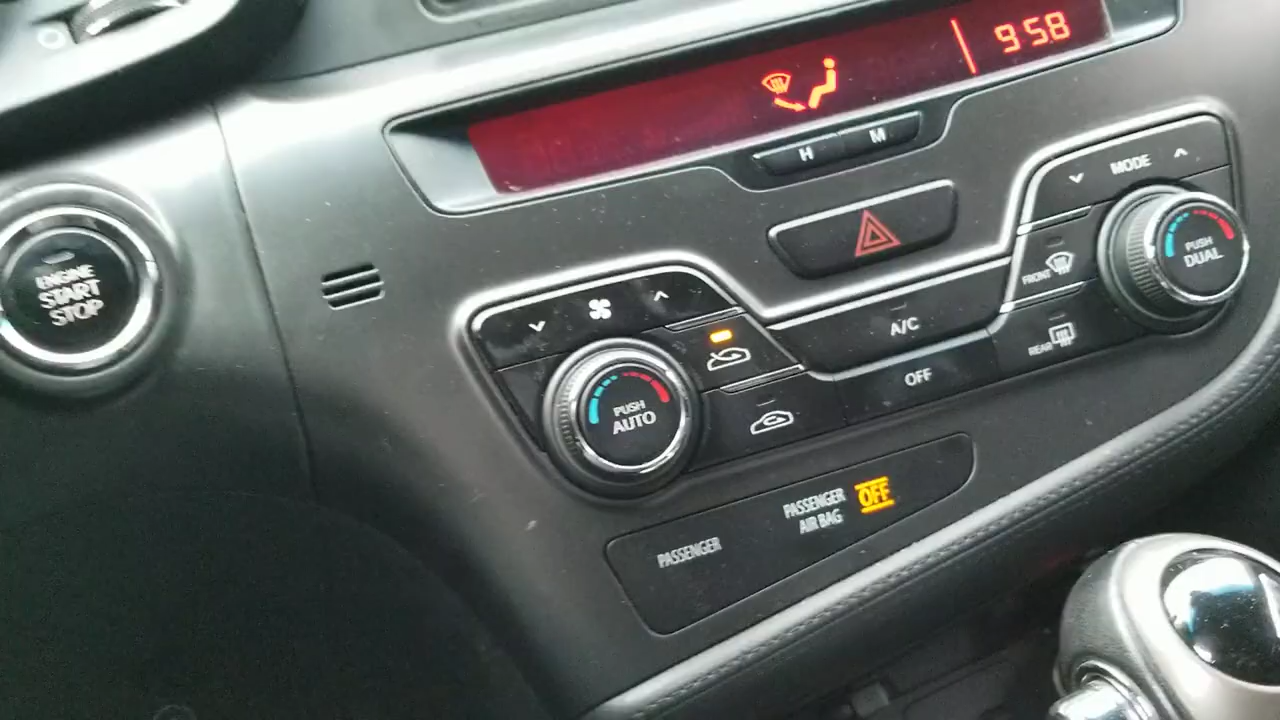 9:58
H M
MODE
ENGINE
START
STOP
PUSH
DUAL
FRONT
A/C
REAR
OFF
PUSH
AUTO
PASSENGER
AIR BAG
OFF
PASSENGER